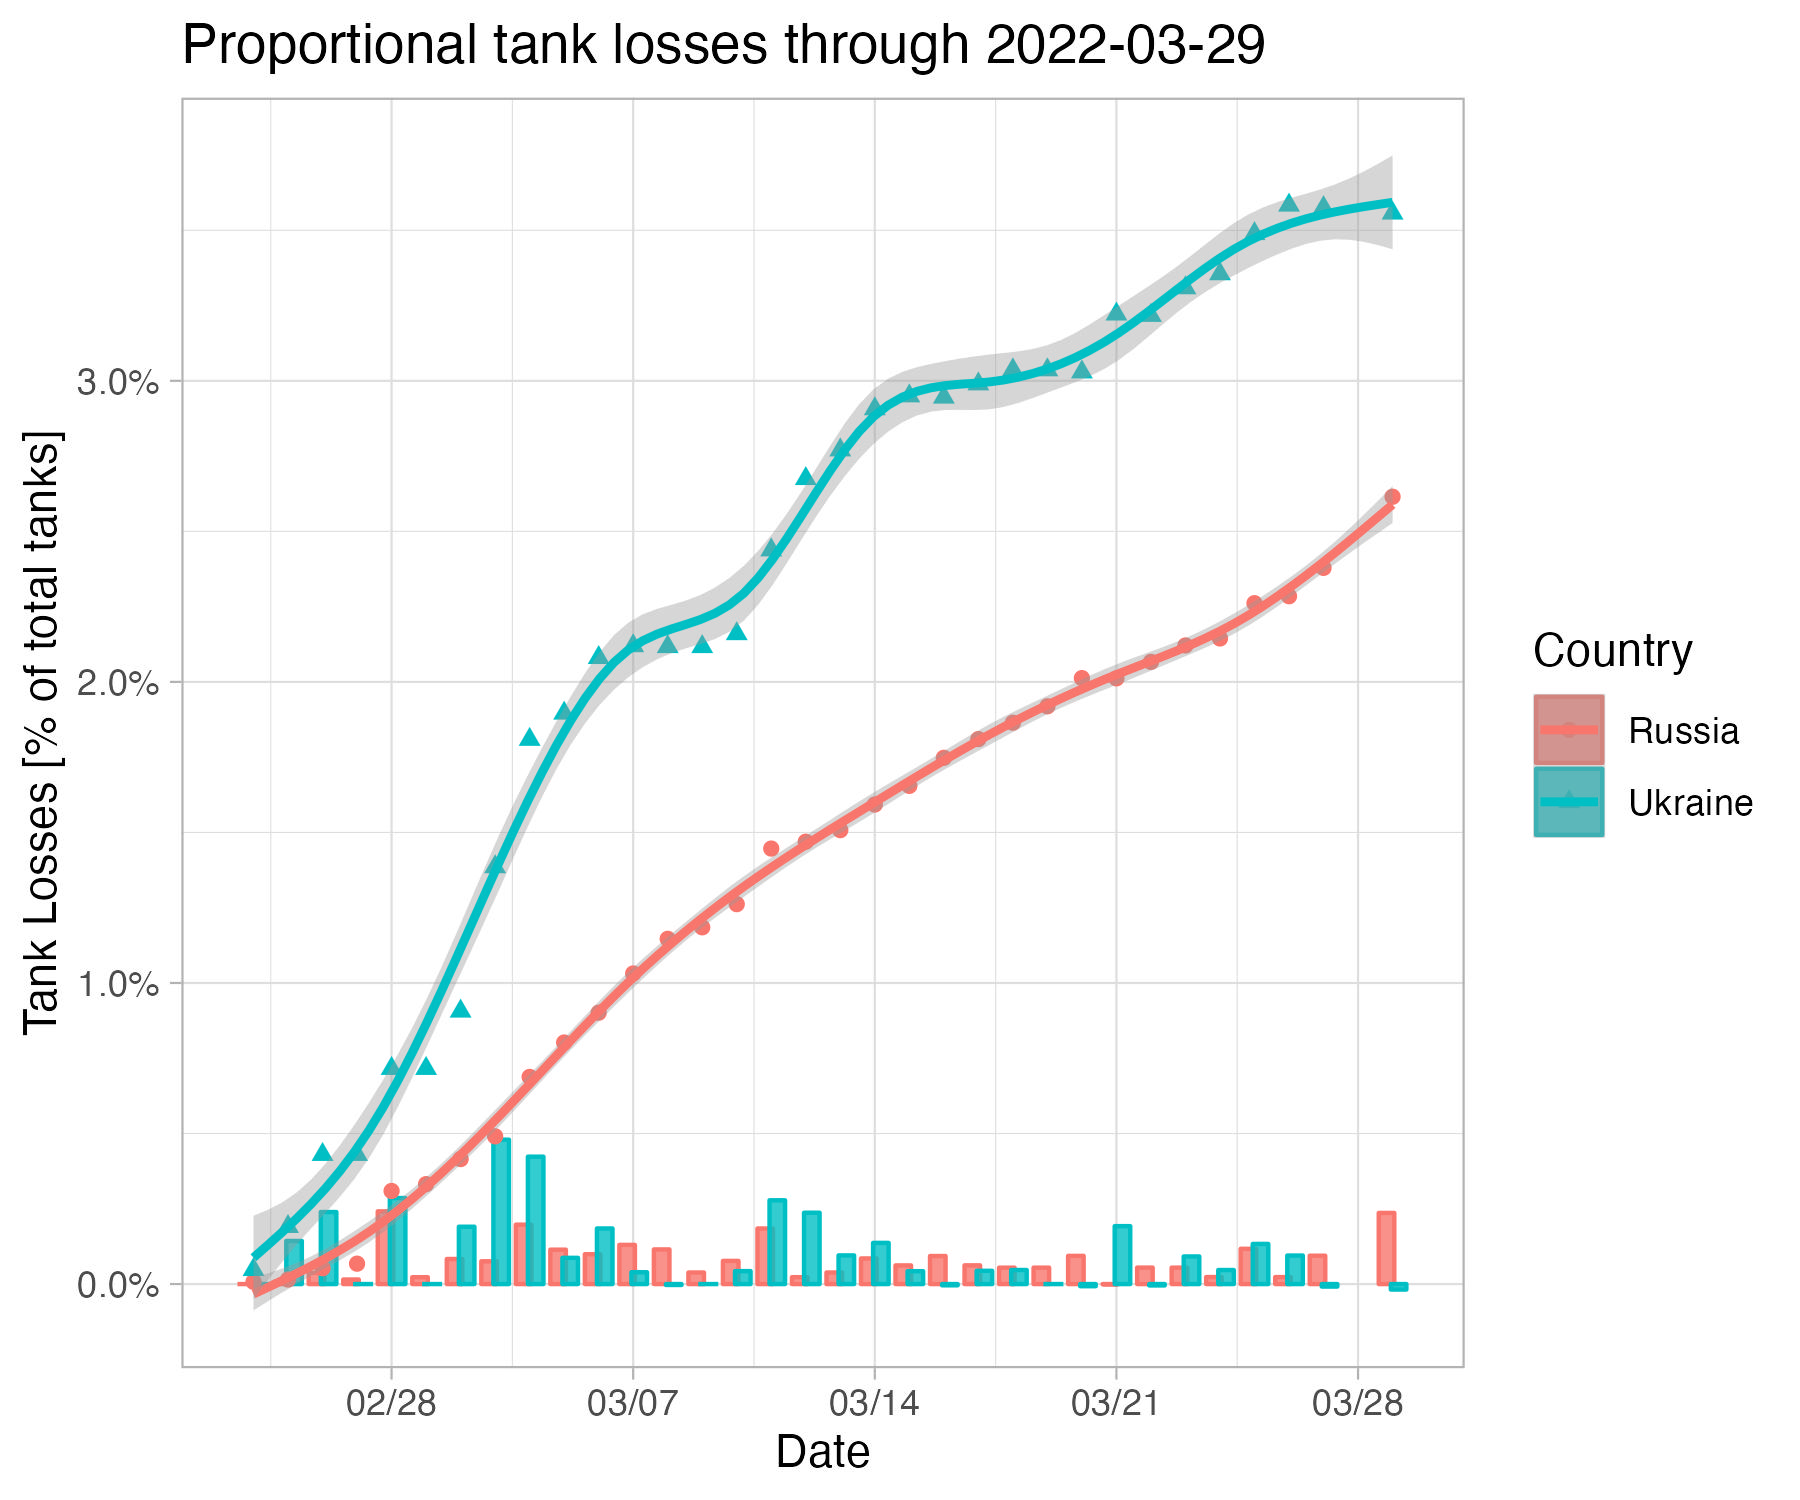 Proportional tank losses through 2022-03-29
Tank Losses [% of total tanks]
3.0%
2.0%
1.0%
0.0%
02/28
03/07
03/14
03/21
03/28
Date
Country
Russia
Ukraine